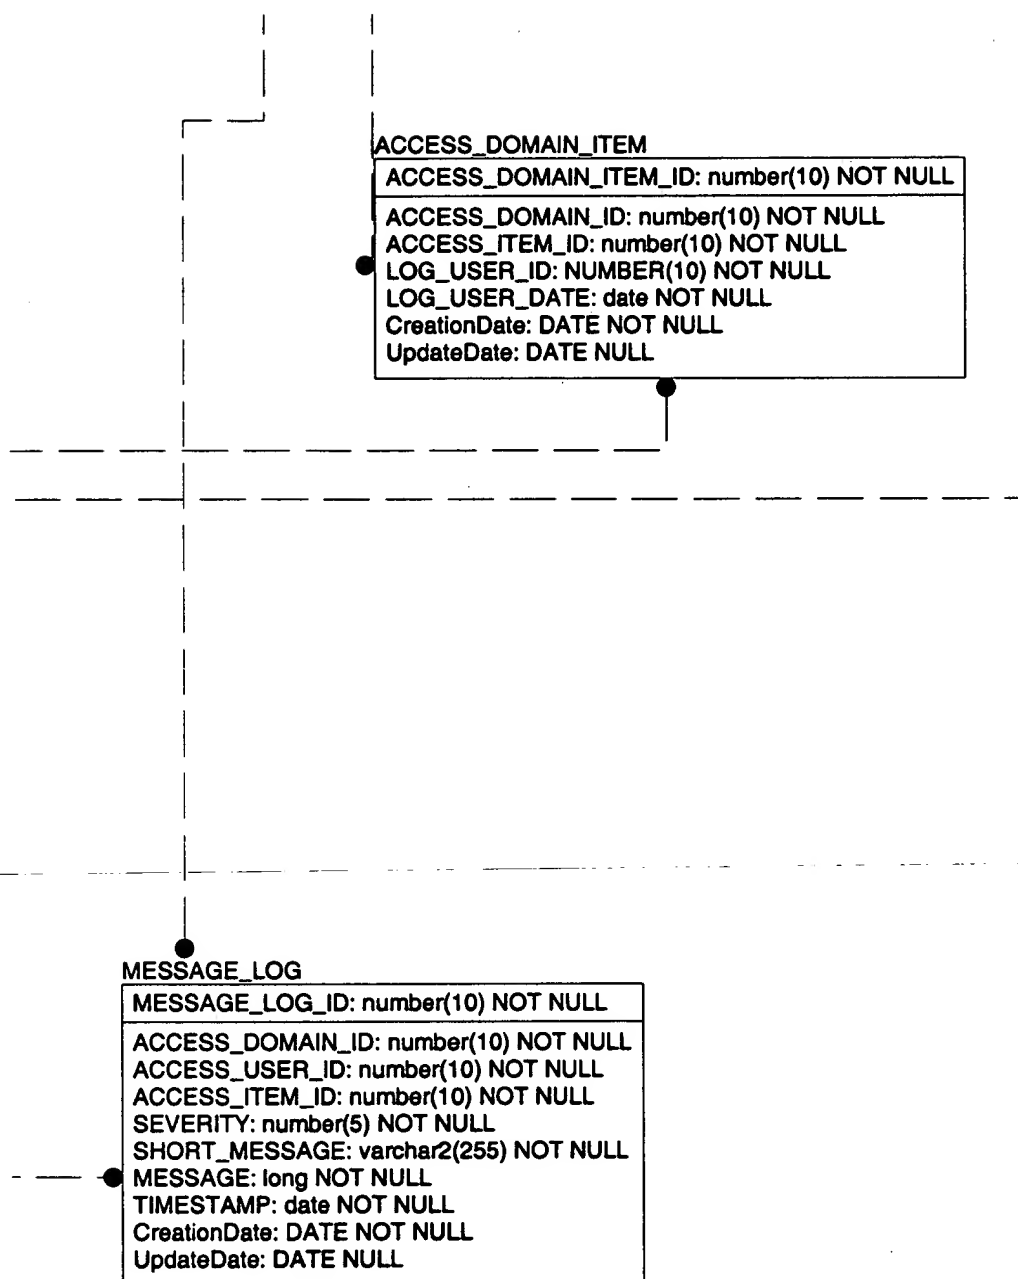 ACCESS_DOMAIN_ITEM
ACCESS_DOMAIN_ITEM_ID: number(10) NOT NULL
ACCESS_DOMAIN_ID: number(10) NOT NULL
ACCESS_ITEM_ID: number(10) NOT NULL
LOG_USER_ID: NUMBER(10) NOT NULL
LOG_USER_DATE: date NOT NULL
CreationDate: DATE NOT NULL
UpdateDate: DATE NULL
MESSAGE_LOG
MESSAGE_LOG_ID: number(10) NOT NULL
ACCESS_DOMAIN_ID: number(10) NOT NULL
ACCESS_USER_ID: number(10) NOT NULL
ACCESS_ITEM_ID: number(10) NOT NULL
SEVERITY: number(5) NOT NULL
SHORT_MESSAGE: varchar2(255) NOT NULL
MESSAGE: long NOT NULL
TIMESTAMP: date NOT NULL
CreationDate: DATE NOT NULL
UpdateDate: DATE NULL